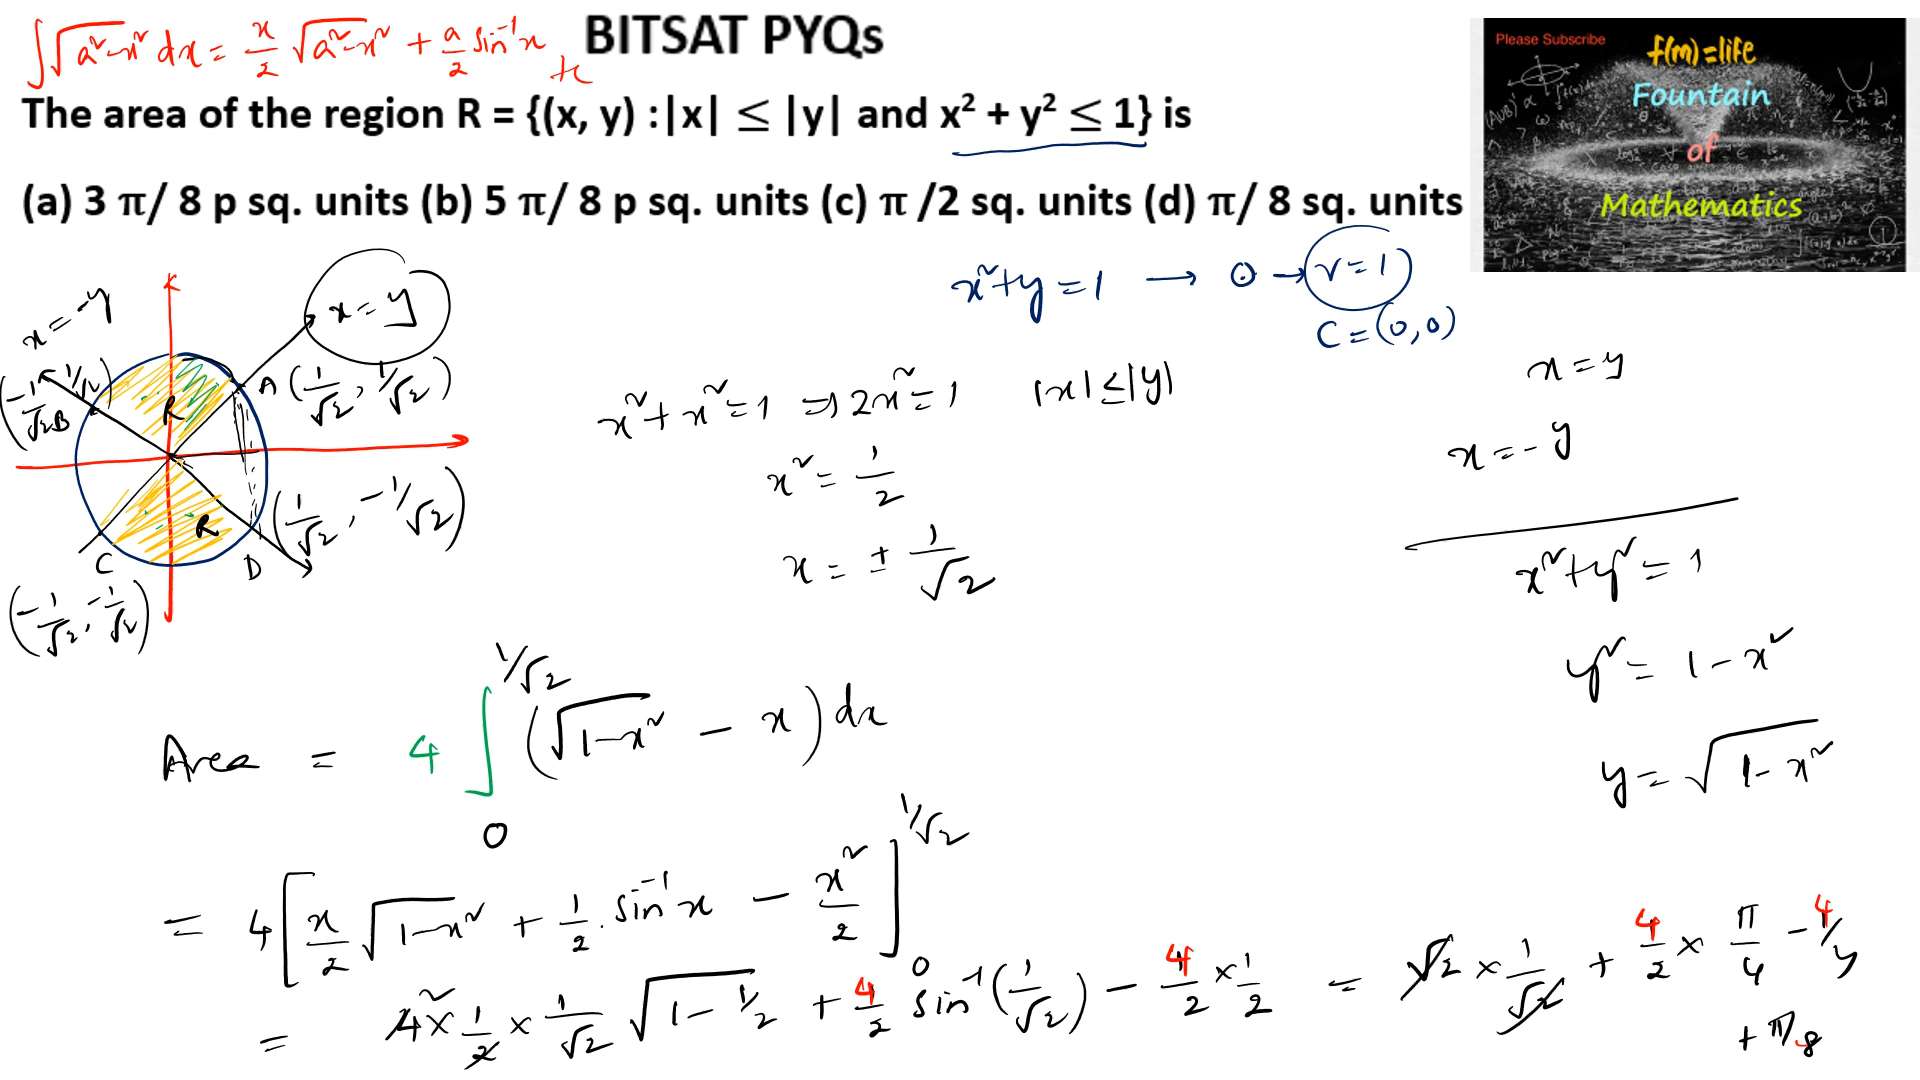 ∫√a²-x² dx = x/2 √a²-x² + a/2 sin⁻¹x + c
BITSAT PYQs
Please Subscribe
f(m)=life
Fountain
of
Mathematics
The area of the region R = {(x, y) :|x| ≤ |y| and x² + y² ≤ 1} is
(a) 3 π/ 8 p sq. units (b) 5 π/ 8 p sq. units (c) π /2 sq. units (d) π/ 8 sq. units
x²+y = 1 → ⊙ → r=1
C = (0,0)
x = -y
x = y
A (1/√2, 1/√2)
(-1/√2, 1/√2)
B
R
R
(1/√2, -1/√2)
C
D
(-1/√2, -1/√2)
x²+x²=1 ⇒ 2x²=1
|x| ≤ |y|
x² = 1/2
x = ± 1/√2
x = y
x = -y
x²+y² = 1
y² = 1-x²
y = √1-x²
Area = 4 ∫₀^1/√2 (√1-x² - x) dx
= 4 [x/2 √1-x² + 1/2 . sin⁻¹x - x²/2]₀^1/√2
= 4² × 1/2 × 1/√2 √1-1/2 + 4/2 sin⁻¹(1/√2) - 4/2 × 1/2 = √2 × 1/√2 + 4/2 × π/4 - 4/4
+ π/8